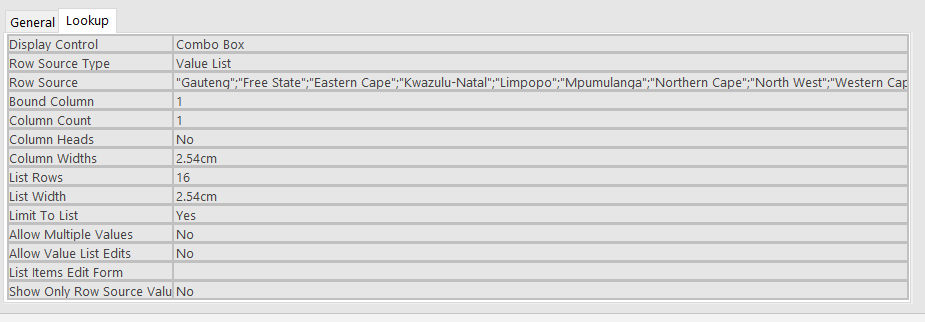 General Lookup
Display Control Combo Box
Row Source Type Value List
Row Source "Gauteng";"Free State";"Eastern Cape";"Kwazulu-Natal";"Limpopo";"Mpumulanga";"Northern Cape";"North West";"Western Cap
Bound Column 1
Column Count 1
Column Heads No
Column Widths 2.54cm
List Rows 16
List Width 2.54cm
Limit To List Yes
Allow Multiple Values No
Allow Value List Edits No
List Items Edit Form
Show Only Row Source Valu No